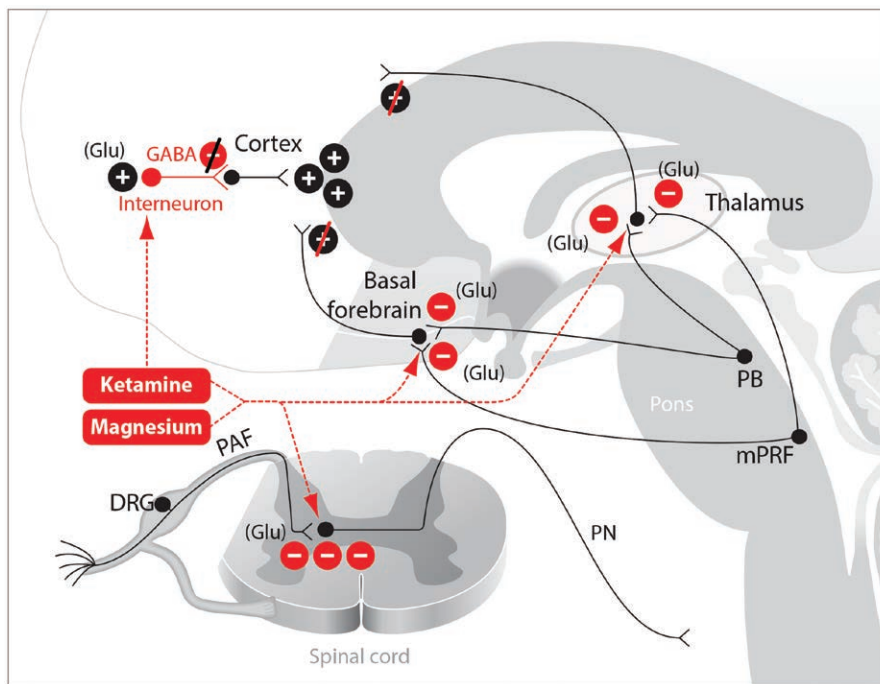 (Glu)
GABA
Cortex
Interneuron
(Glu)
(Glu)
Thalamus
Basal
forebrain
(Glu)
(Glu)
Ketamine
Magnesium
PB
Pons
mPRF
PAF
DRG
(Glu)
PN
Spinal cord